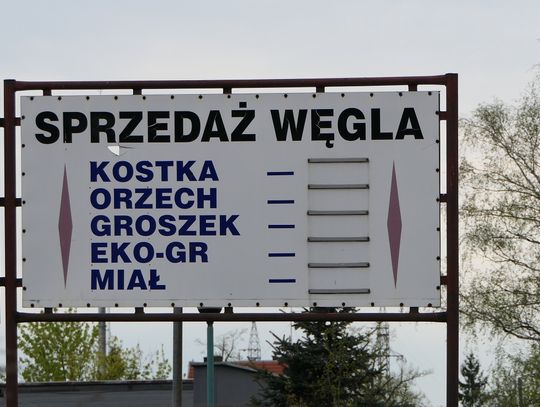 SPRZEDAŻ WĘGLA
KOSTKA –
ORZECH –
GROSZEK –
EKO-GR –
MIAŁ –